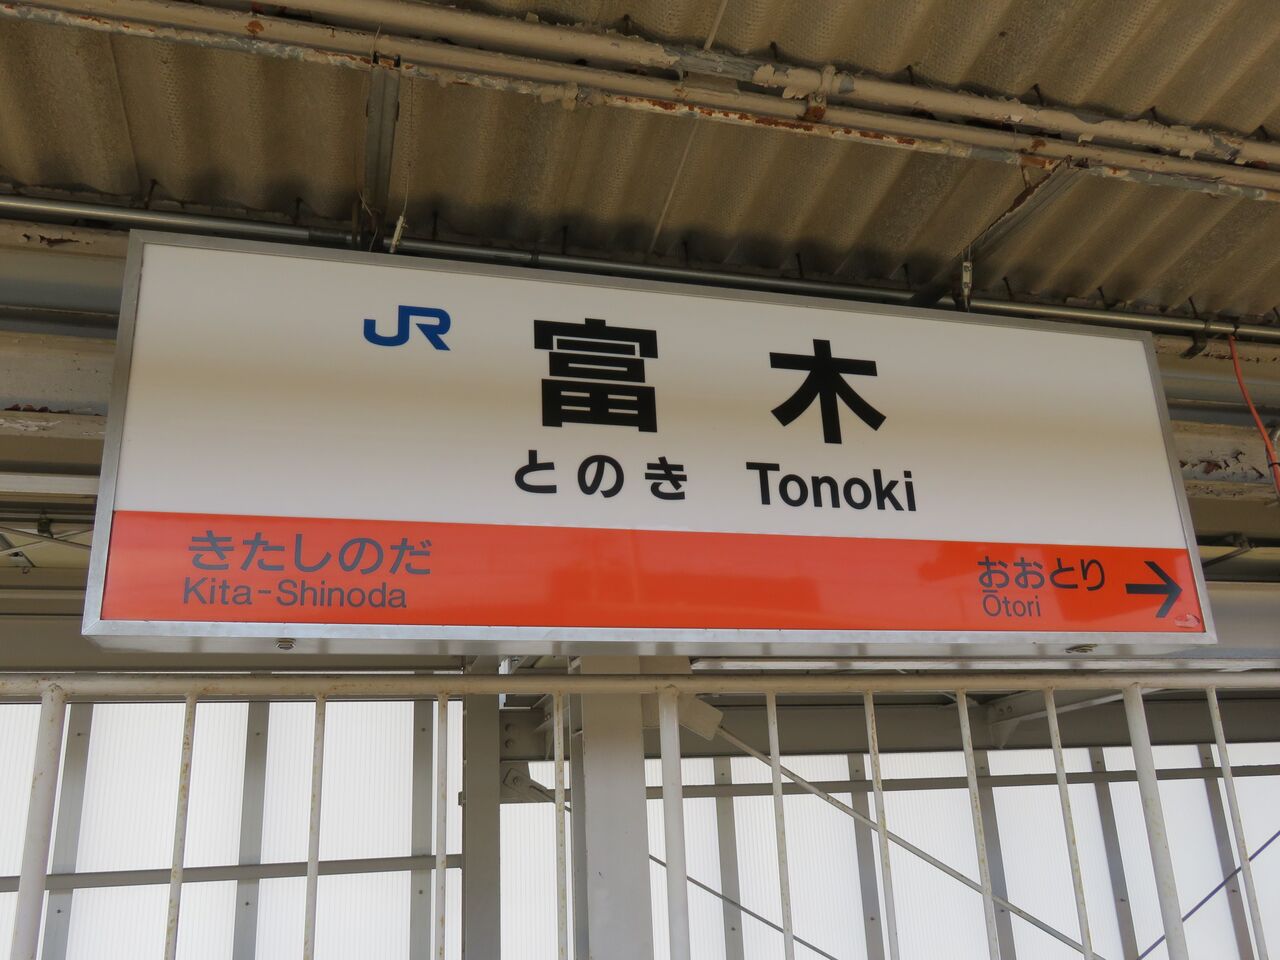 JR 富木
とのき Tonoki
きたしのだ
Kita-Shinoda
おおとり →
Ōtori